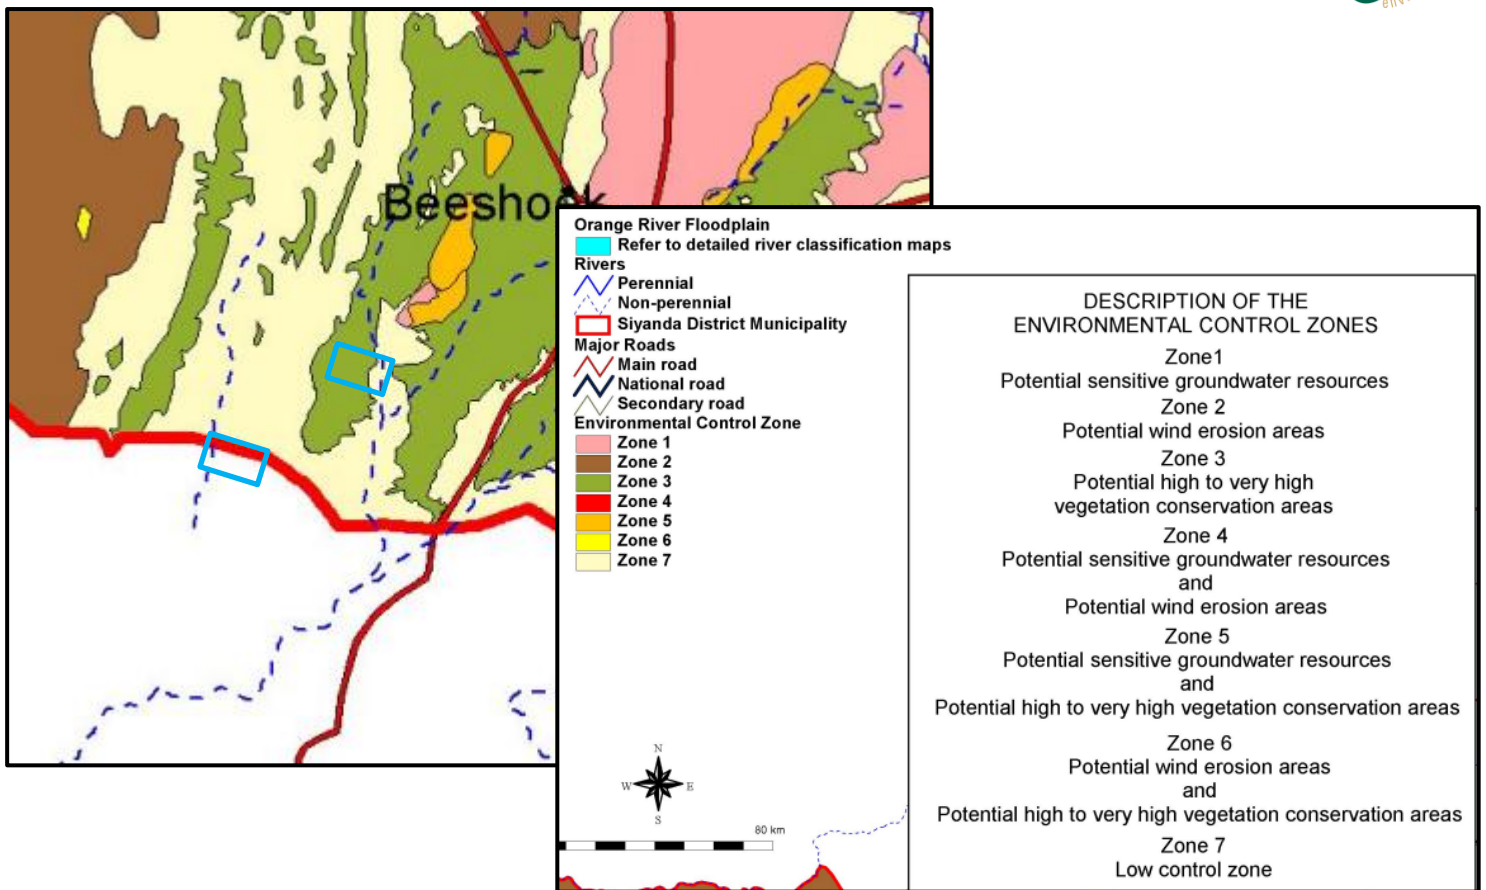 Beeshoek
Orange River Floodplain
Refer to detailed river classification maps
Rivers
Perennial
Non-perennial
Siyanda District Municipality
Major Roads
Main road
National road
Secondary road
Environmental Control Zone
Zone 1
Zone 2
Zone 3
Zone 4
Zone 5
Zone 6
Zone 7
N
W E
S
80 km
DESCRIPTION OF THE
ENVIRONMENTAL CONTROL ZONES
Zone1
Potential sensitive groundwater resources
Zone 2
Potential wind erosion areas
Zone 3
Potential high to very high
vegetation conservation areas
Zone 4
Potential sensitive groundwater resources
and
Potential wind erosion areas
Zone 5
Potential sensitive groundwater resources
and
Potential high to very high vegetation conservation areas
Zone 6
Potential wind erosion areas
and
Potential high to very high vegetation conservation areas
Zone 7
Low control zone